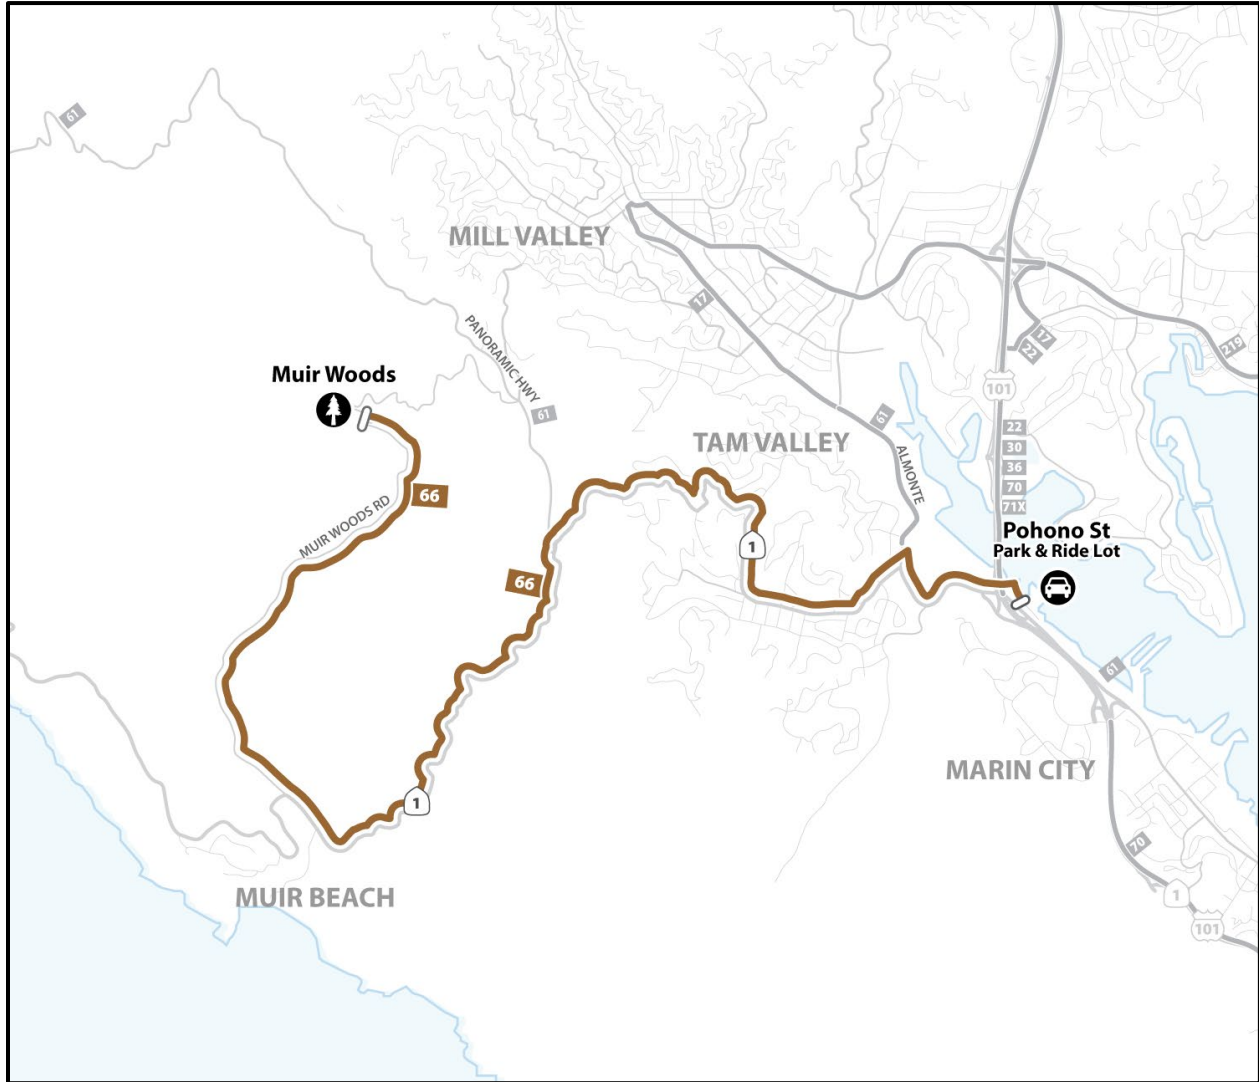 61
MILL VALLEY
17
PANORAMIC HWY
17
22
219
Muir Woods
101
61
61
22
30
36
70
71X
TAM VALLEY
ALMONTE
66
MUIR WOODS RD
1
Pohono St
Park & Ride Lot
66
61
MARIN CITY
1
70
MUIR BEACH
1
101